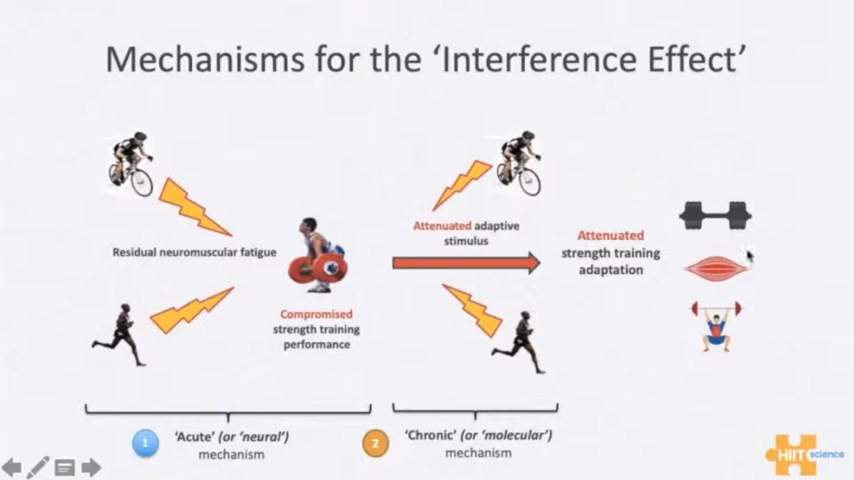 Mechanisms for the ‘Interference Effect’
Residual neuromuscular fatigue
Compromised
strength training
performance
Attenuated adaptive
stimulus
Attenuated
strength training
adaptation
1
‘Acute’ (or ‘neural’)
mechanism
2
‘Chronic’ (or ‘molecular’)
mechanism
HIIT science